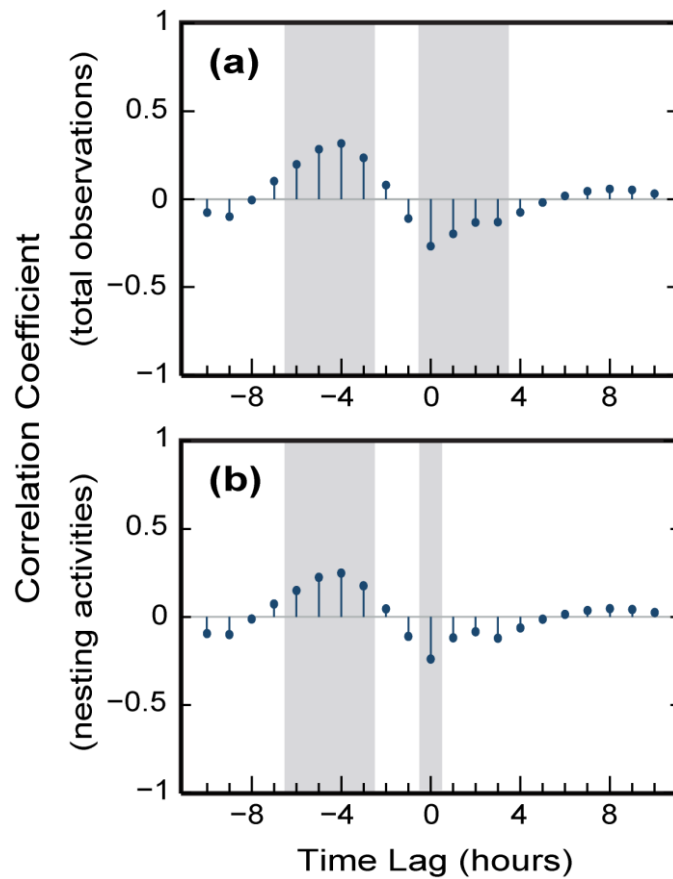 Correlation Coefficient
(total observations)
(nesting activities)
(a)
1
0.5
0
−0.5
−1
−8 −4 0 4 8
(b)
1
0.5
0
−0.5
−1
−8 −4 0 4 8
Time Lag (hours)